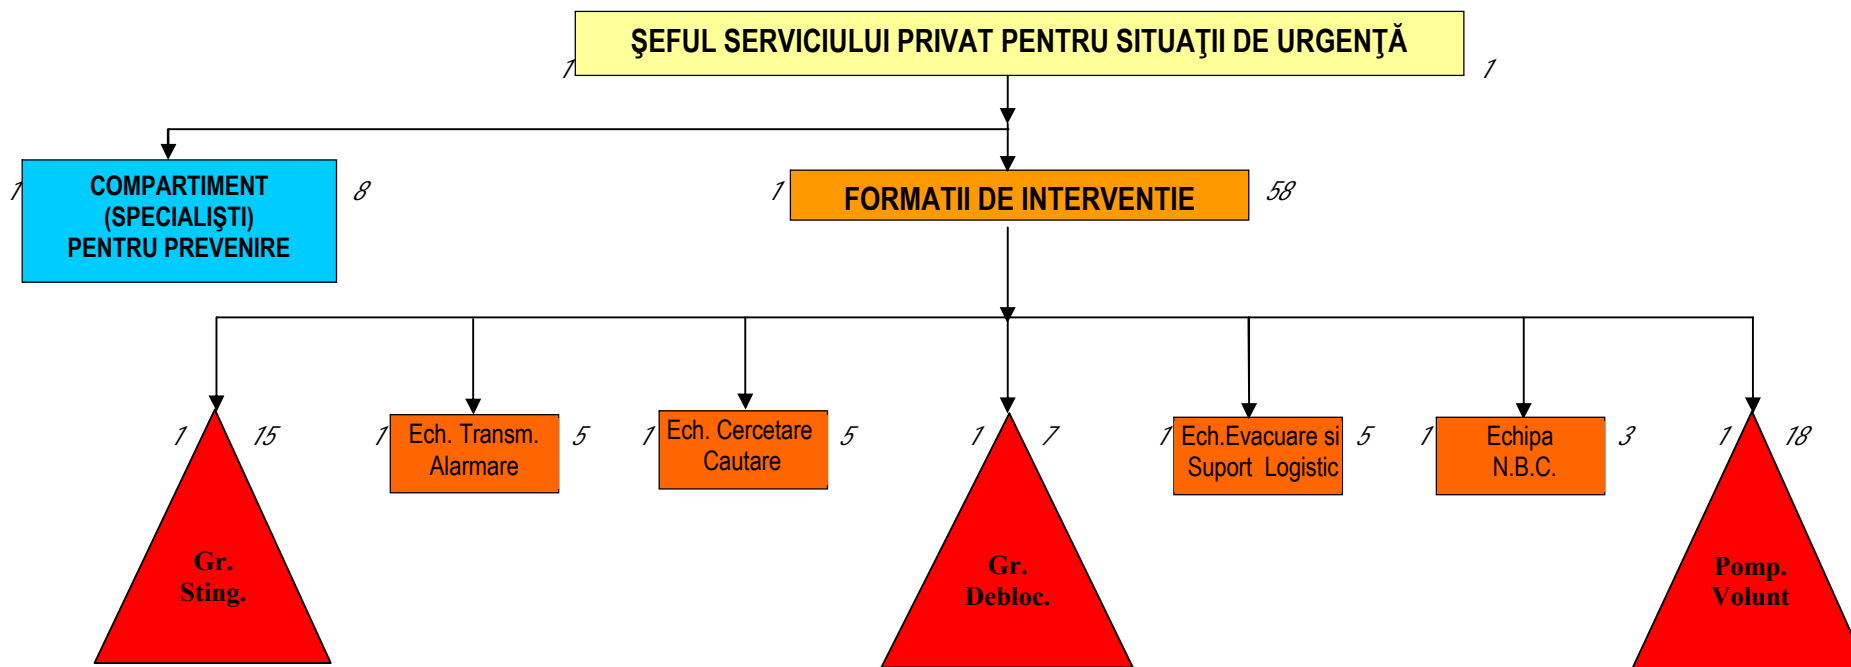 ŞEFUL SERVICIULUI PRIVAT PENTRU SITUAŢII DE URGENŢĂ
1
1
1
COMPARTIMENT
(SPECIALIŞTI)
PENTRU PREVENIRE
8
1
FORMATII DE INTERVENTIE
58
1
15
Gr.
Sting.
1
Ech. Transm.
Alarmare
5
1
Ech. Cercetare
Cautare
5
1
7
Gr.
Debloc.
1
Ech.Evacuare si
Suport Logistic
5
1
Echipa
N.B.C.
3
1
18
Pomp.
Volunt